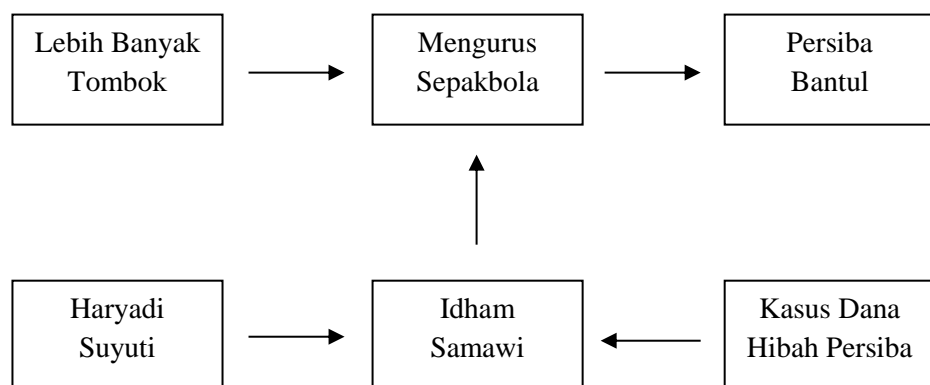 Lebih Banyak
Tombok
Mengurus
Sepakbola
Persiba
Bantul
Haryadi
Suyuti
Idham
Samawi
Kasus Dana
Hibah Persiba